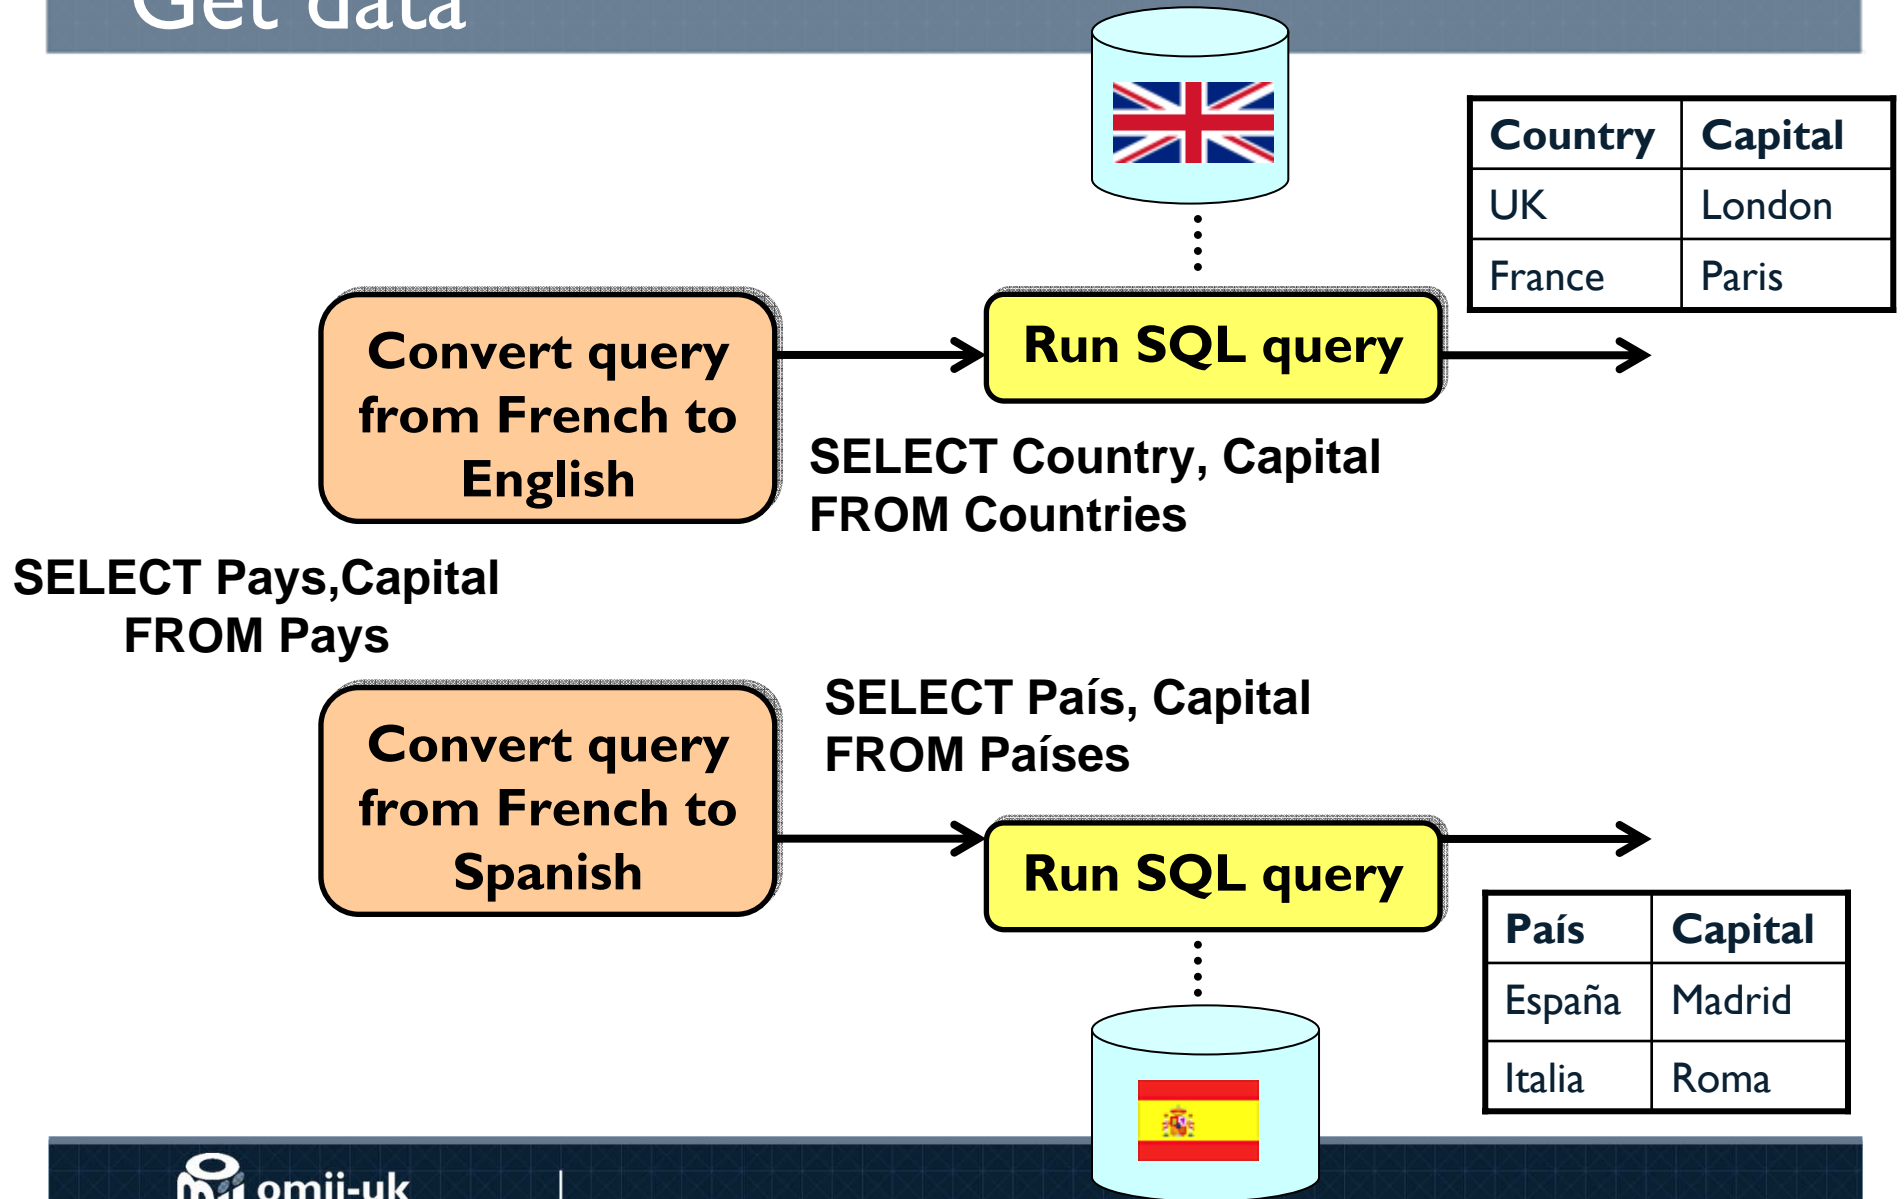 Get data
Country Capital
UK London
France Paris
Convert query
from French to
English
Run SQL query
SELECT Country, Capital
FROM Countries
SELECT Pays,Capital
FROM Pays
SELECT País, Capital
FROM Países
Convert query
from French to
Spanish
Run SQL query
País Capital
España Madrid
Italia Roma
omii-uk